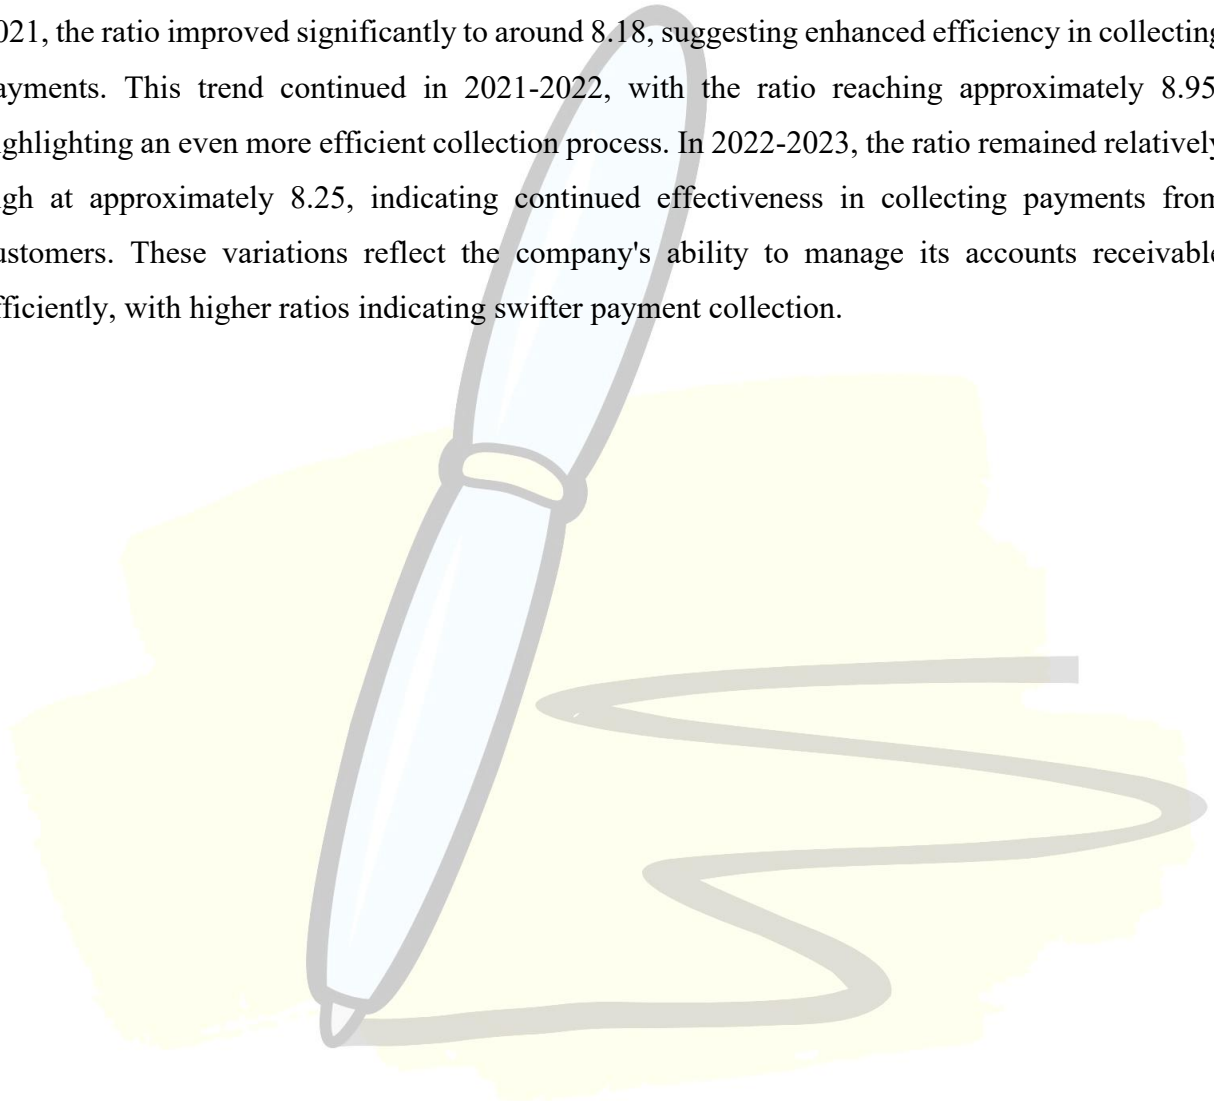 021, the ratio improved significantly to around 8.18, suggesting enhanced efficiency in collecting
ayments. This trend continued in 2021-2022, with the ratio reaching approximately 8.95
ghlighting an even more efficient collection process. In 2022-2023, the ratio remained relatively
gh at approximately 8.25, indicating continued effectiveness in collecting payments from
ustomers. These variations reflect the company's ability to manage its accounts receivable
fficiently, with higher ratios indicating swifter payment collection.